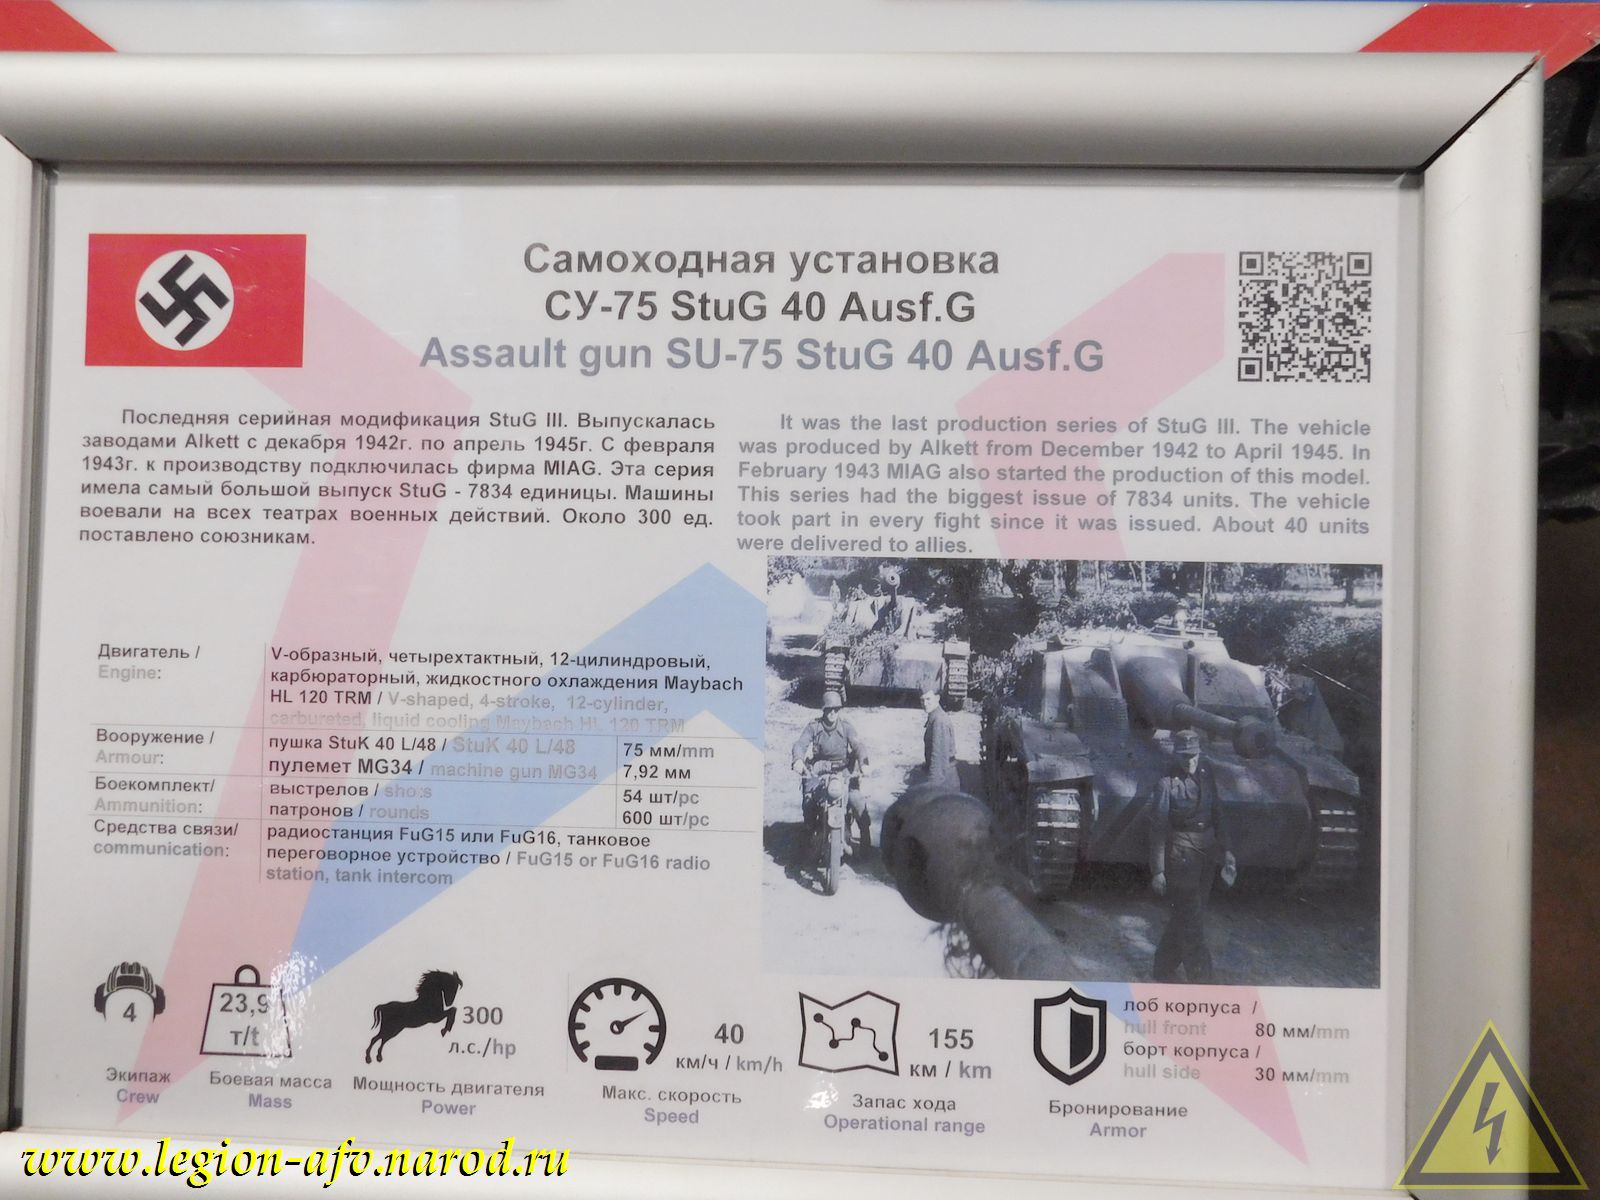 Самоходная установка
СУ-75 StuG 40 Ausf.G
Assault gun SU-75 StuG 40 Ausf.G
Последняя серийная модификация StuG III. Выпускалась
заводами Alkett с декабря 1942г. по апрель 1945г. С февраля
1943г. к производству подключилась фирма MIAG. Эта серия
имела самый большой выпуск StuG - 7834 единицы. Машины
воевали на всех театрах военных действий. Около 300 ед.
поставлено союзникам.
It was the last production series of StuG III. The vehicle
was produced by Alkett from December 1942 to April 1945. In
February 1943 MIAG also started the production of this model.
This series had the biggest issue of 7834 units. The vehicle
took part in every fight since it was issued. About 40 units
were delivered to allies.
Двигатель /
Engine:
V-образный, четырехтактный, 12-цилиндровый,
карбюраторный, жидкостного охлаждения Maybach
HL 120 TRM / V-shaped, 4-stroke, 12-cylinder,
carbureted, liquid cooling Maybach HL 120 TRM
Вооружение /
Armour:
пушка StuK 40 L/48 / StuK 40 L/48 75 мм/mm
пулемет MG34 / machine gun MG34 7,92 мм
Боекомплект/
Ammunition:
выстрелов / shots 54 шт/pc
патронов / rounds 600 шт/pc
Средства связи/
communication:
радиостанция FuG15 или FuG16, танковое
переговорное устройство / FuG15 or FuG16 radio
station, tank intercom
4
Экипаж
Crew
23,9
т/t
Боевая масса
Mass
300
л.с./hp
Мощность двигателя
Power
40
км/ч / km/h
Макс. скорость
Speed
155
км / km
Запас хода
Operational range
лоб корпуса /
hull front 80 мм/mm
борт корпуса /
hull side 30 мм/mm
Бронирование
Armor
www.legion-afv.narod.ru